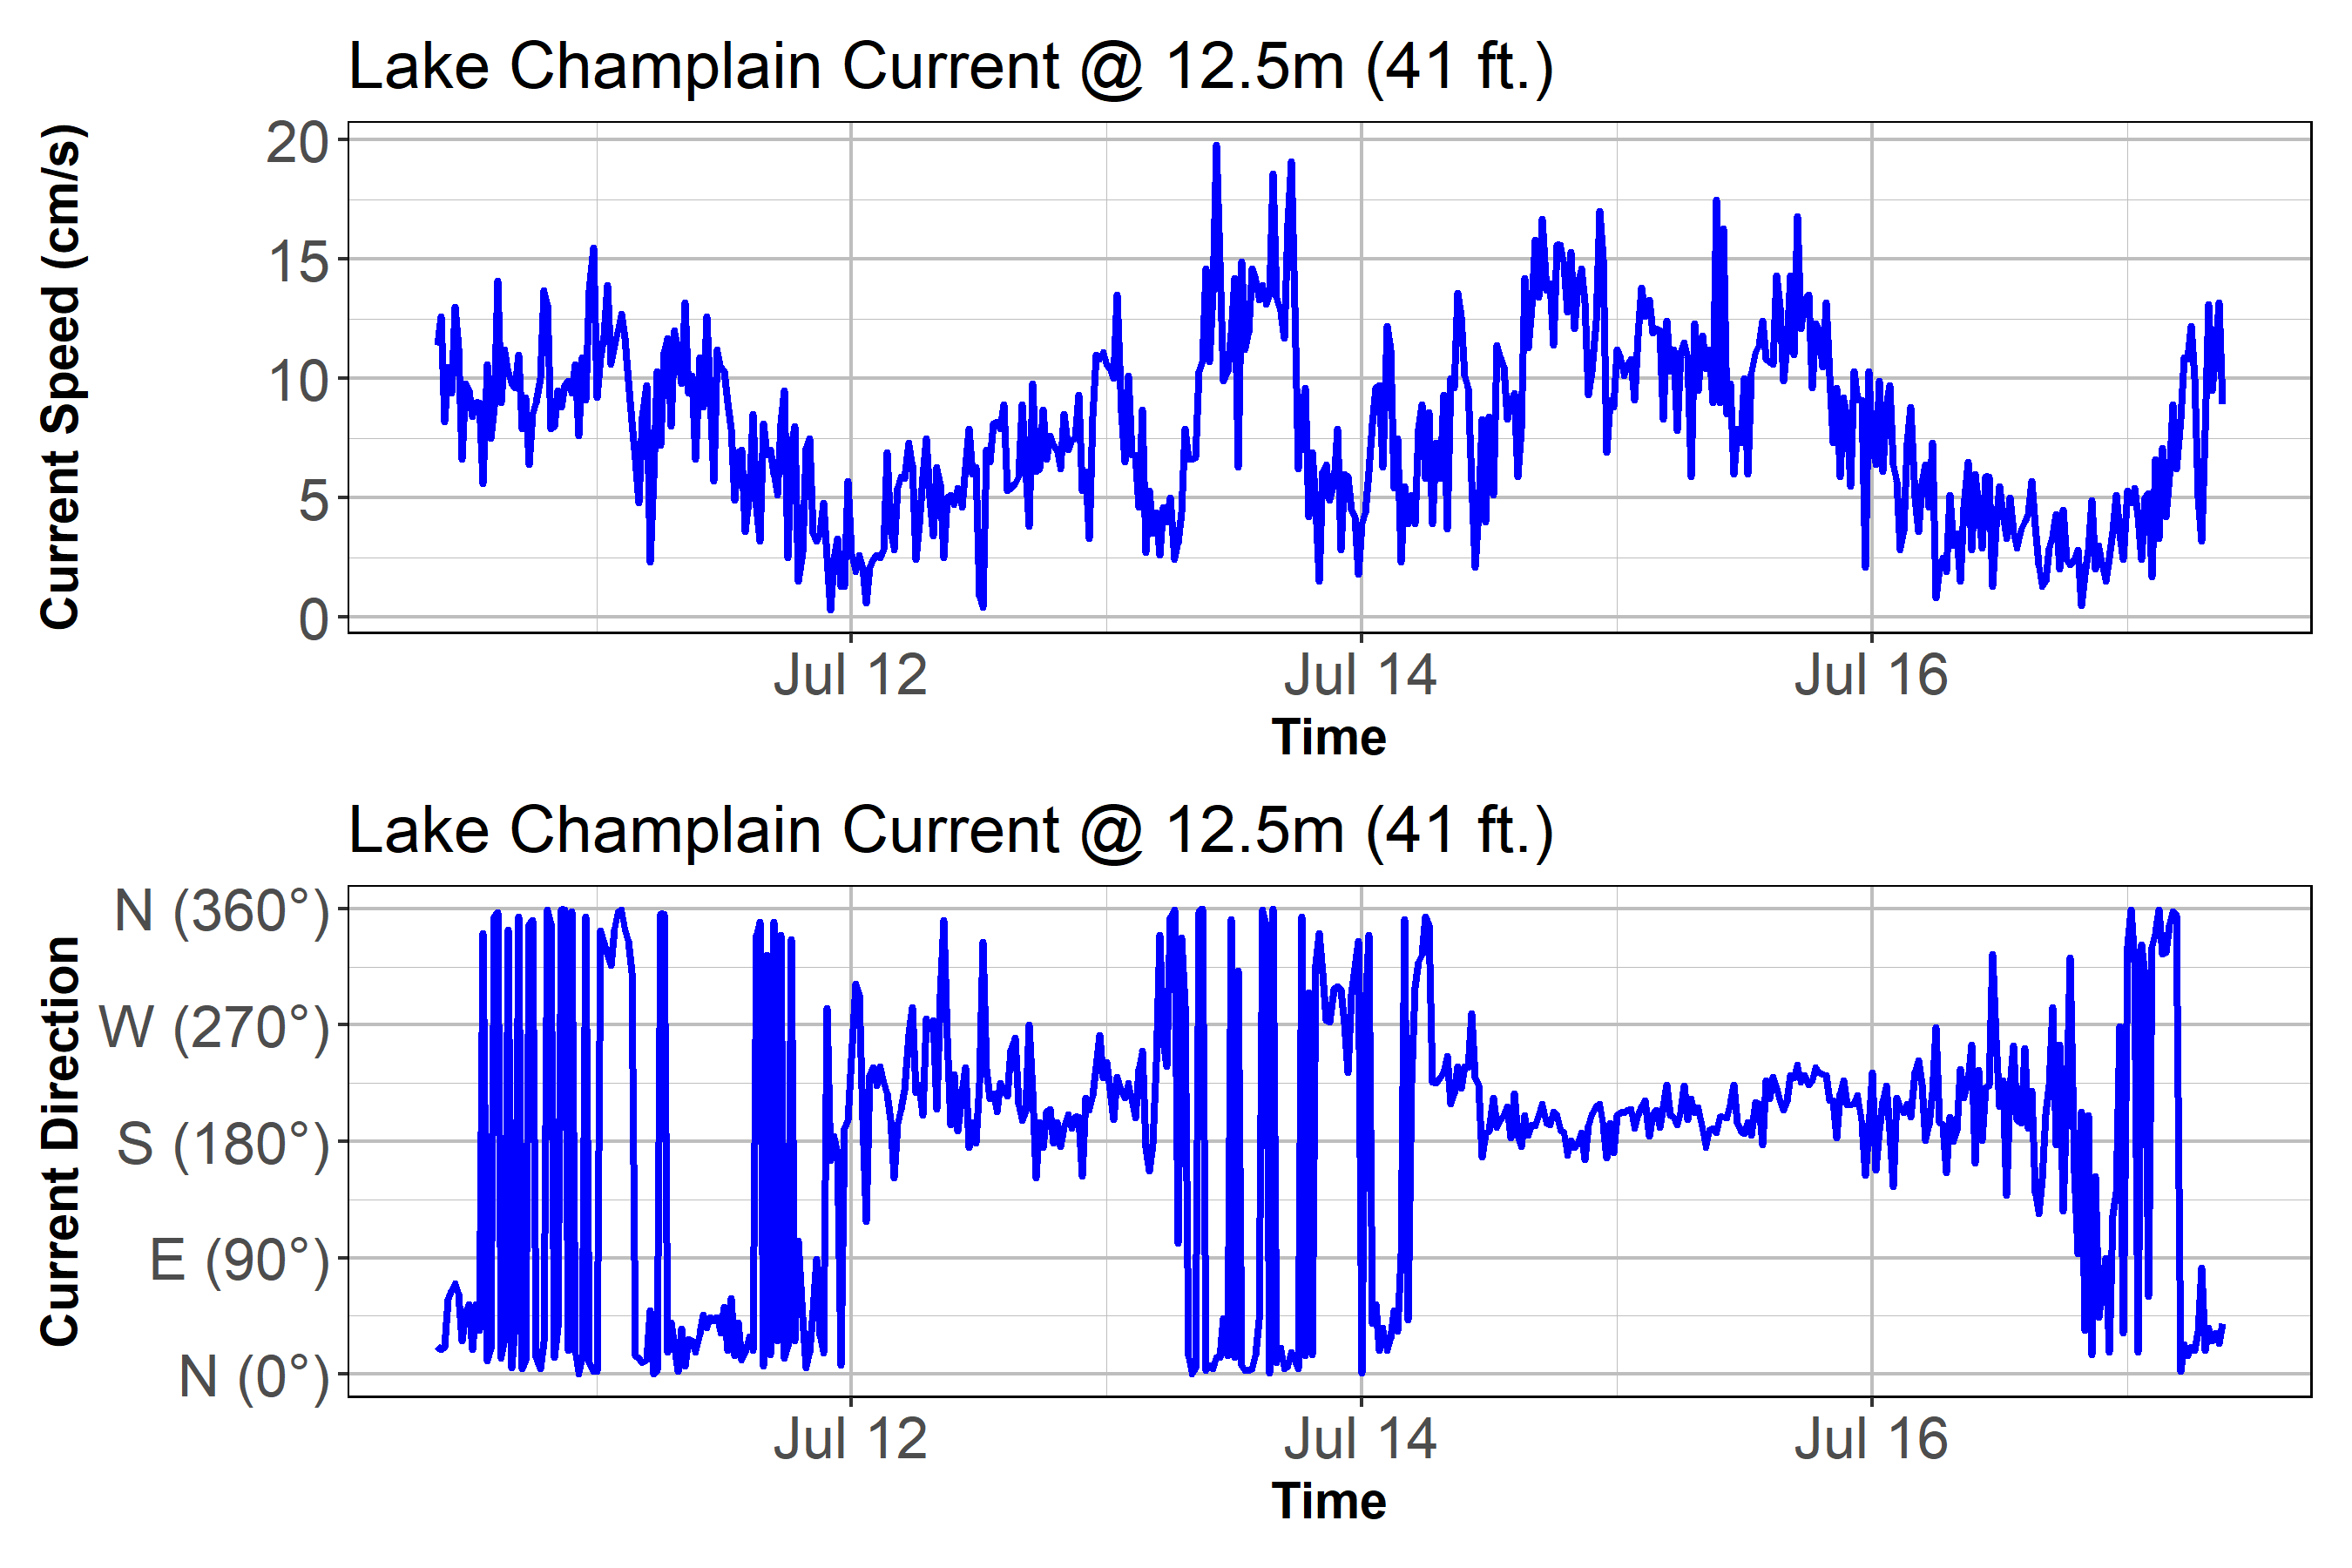 Lake Champlain Current @ 12.5m (41 ft.)
Current Speed (cm/s)
20
15
10
5
0
Jul 12 Jul 14 Jul 16
Time
Lake Champlain Current @ 12.5m (41 ft.)
Current Direction
N (360°)
W (270°)
S (180°)
E (90°)
N (0°)
Jul 12 Jul 14 Jul 16
Time